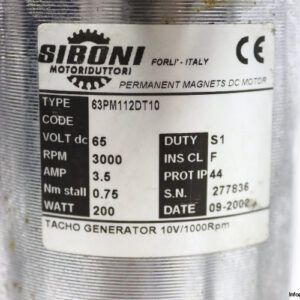 SIBONI
MOTORIDUTTORI
FORLI' - ITALY
CE
PERMANENT MAGNETS DC MOTOR
TYPE 63PM112DT10
CODE
VOLT dc 65 DUTY S1
RPM 3000 INS CL F
AMP 3.5 PROT IP 44
Nm stall 0.75 S.N. 277836
WATT 200 DATE 09-2002
TACHO GENERATOR 10V/1000Rpm